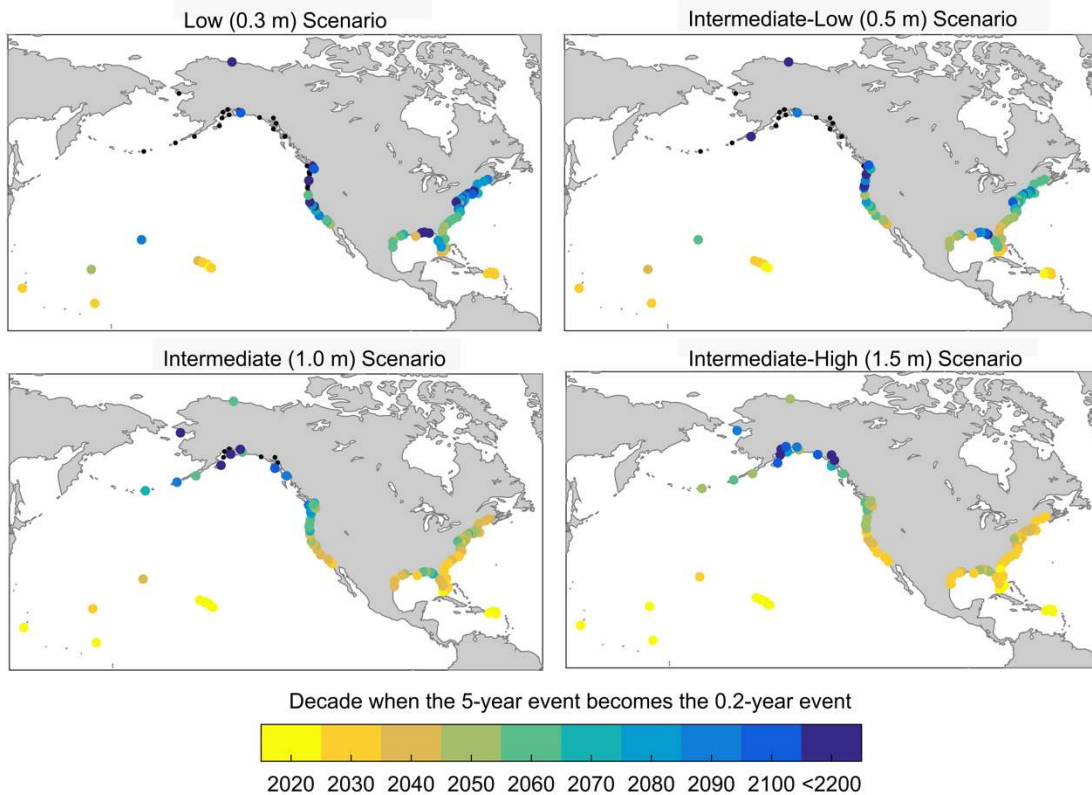 Low (0.3 m) Scenario
Intermediate-Low (0.5 m) Scenario
Intermediate (1.0 m) Scenario
Intermediate-High (1.5 m) Scenario
Decade when the 5-year event becomes the 0.2-year event
2020 2030 2040 2050 2060 2070 2080 2090 2100 <2200